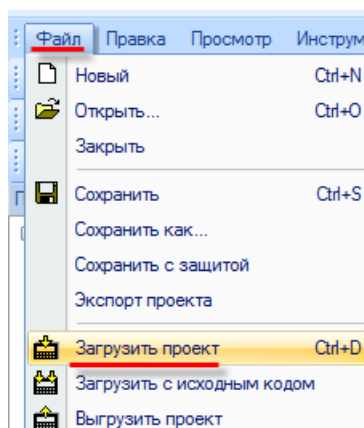 Файл Правка Просмотр Инструм
Новый Ctrl+N
Открыть... Ctrl+O
Закрыть
Сохранить Ctrl+S
Сохранить как...
Сохранить с защитой
Экспорт проекта
Загрузить проект Ctrl+D
Загрузить с исходным кодом
Выгрузить проект